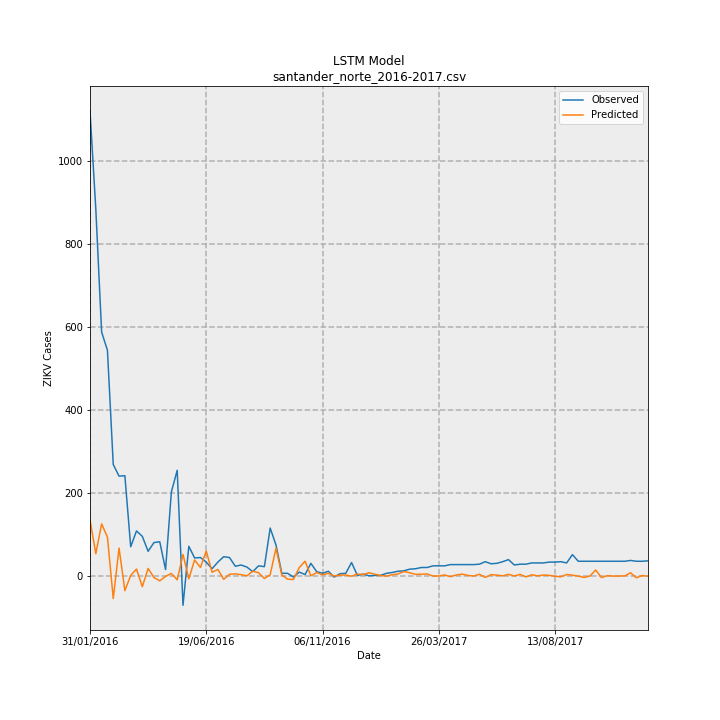 LSTM Model
santander_norte_2016-2017.csv
Observed
Predicted
1000
800
600
400
200
0
ZIKV Cases
31/01/2016
19/06/2016
06/11/2016
26/03/2017
13/08/2017
Date